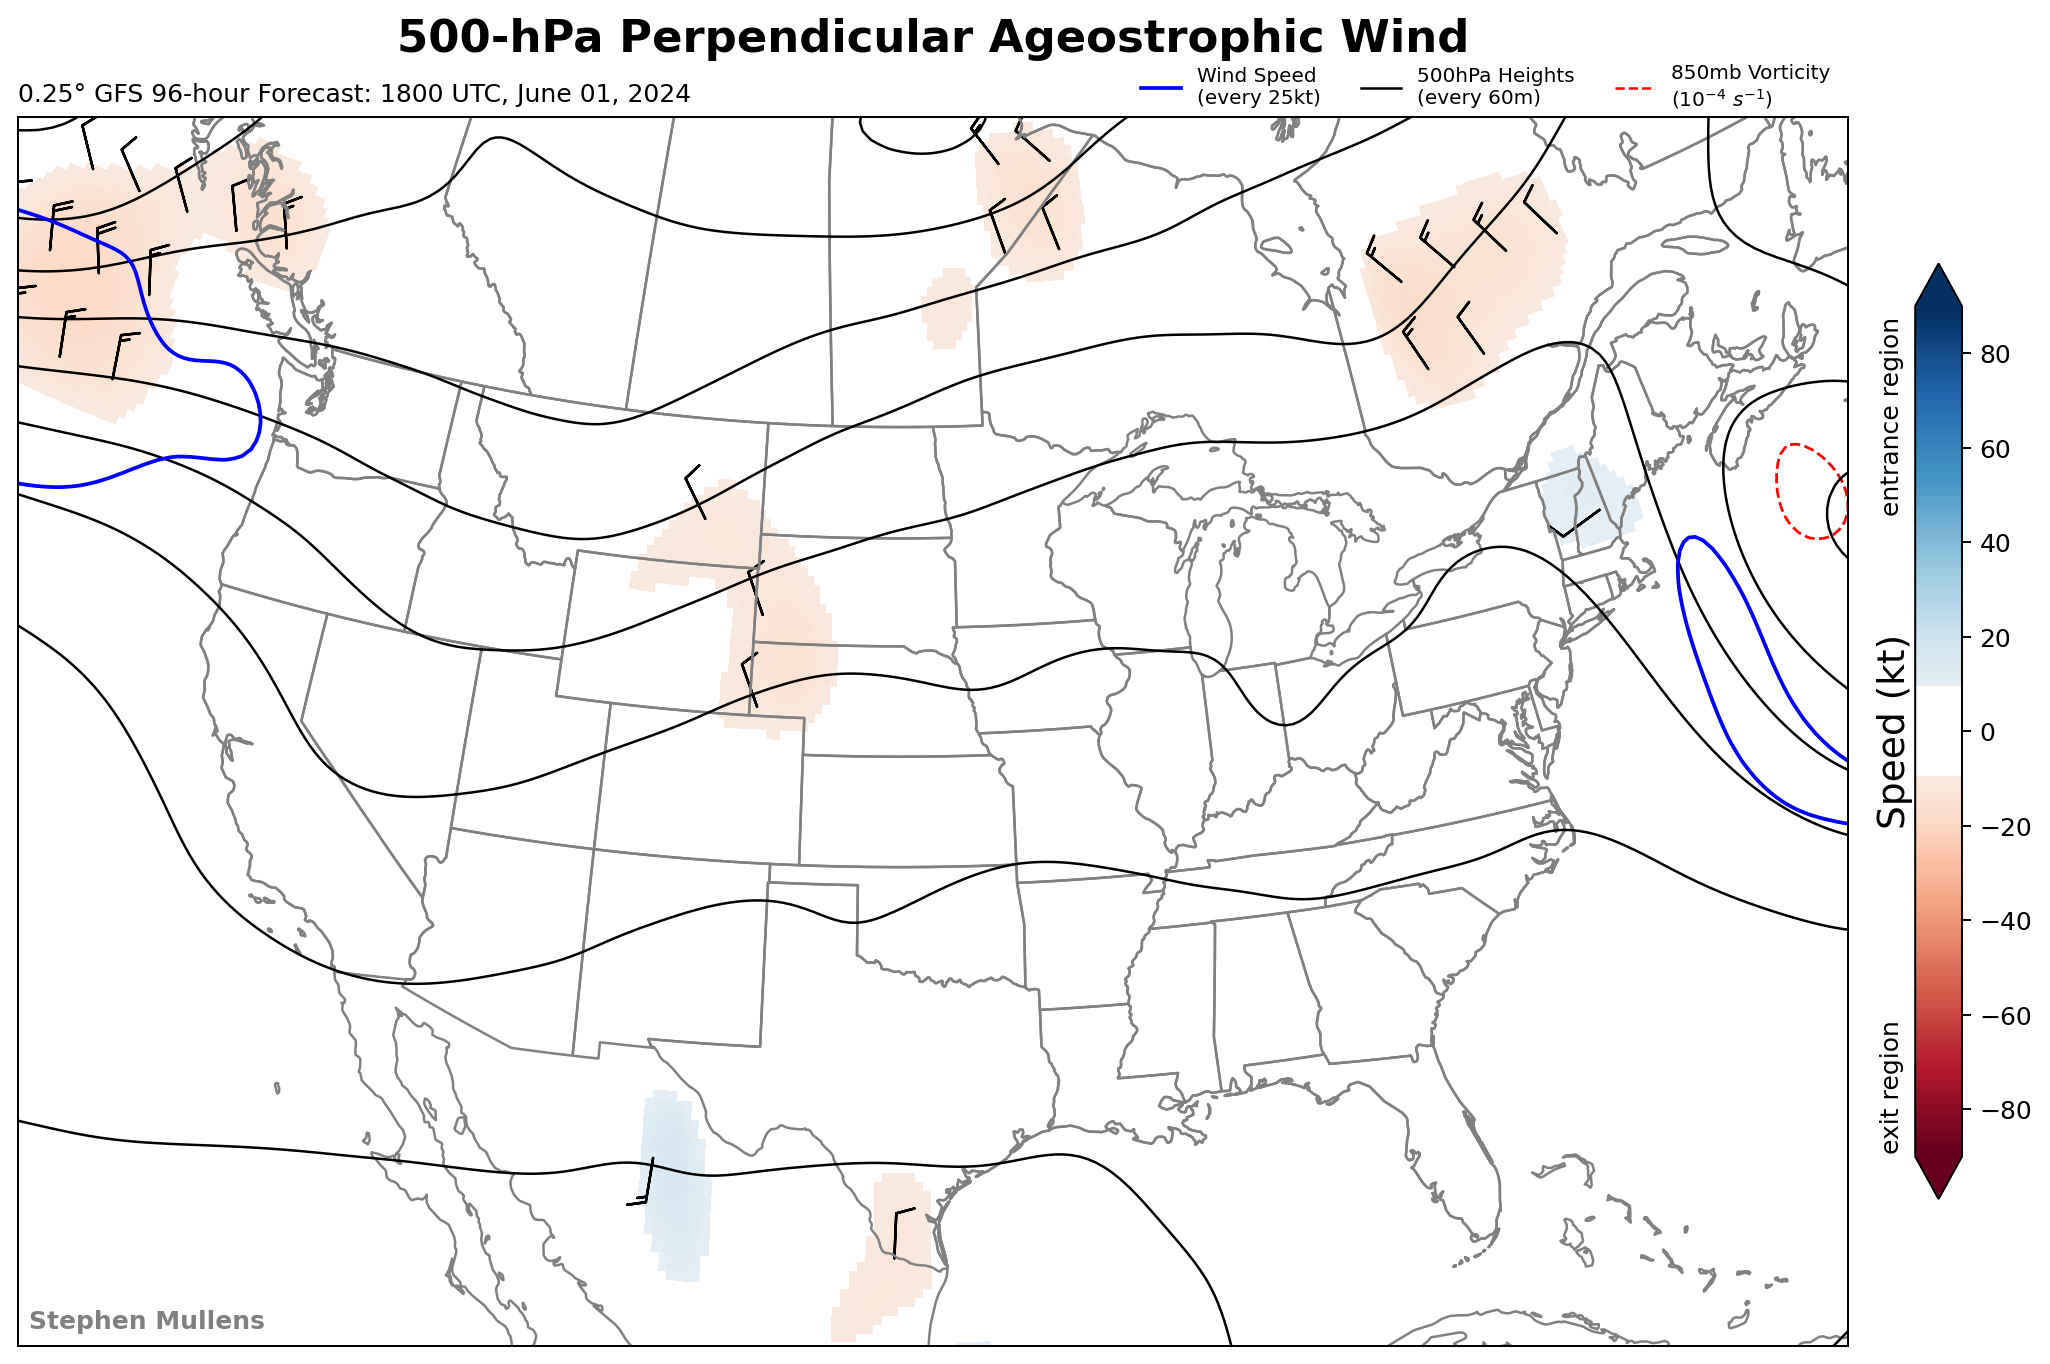 500-hPa Perpendicular Ageostrophic Wind
0.25° GFS 96-hour Forecast: 1800 UTC, June 01, 2024
Wind Speed
(every 25kt)
500hPa Heights
(every 60m)
850mb Vorticity
(10⁻⁴ s⁻¹)
entrance region
Speed (kt)
exit region
80
60
40
20
0
−20
−40
−60
−80
Stephen Mullens